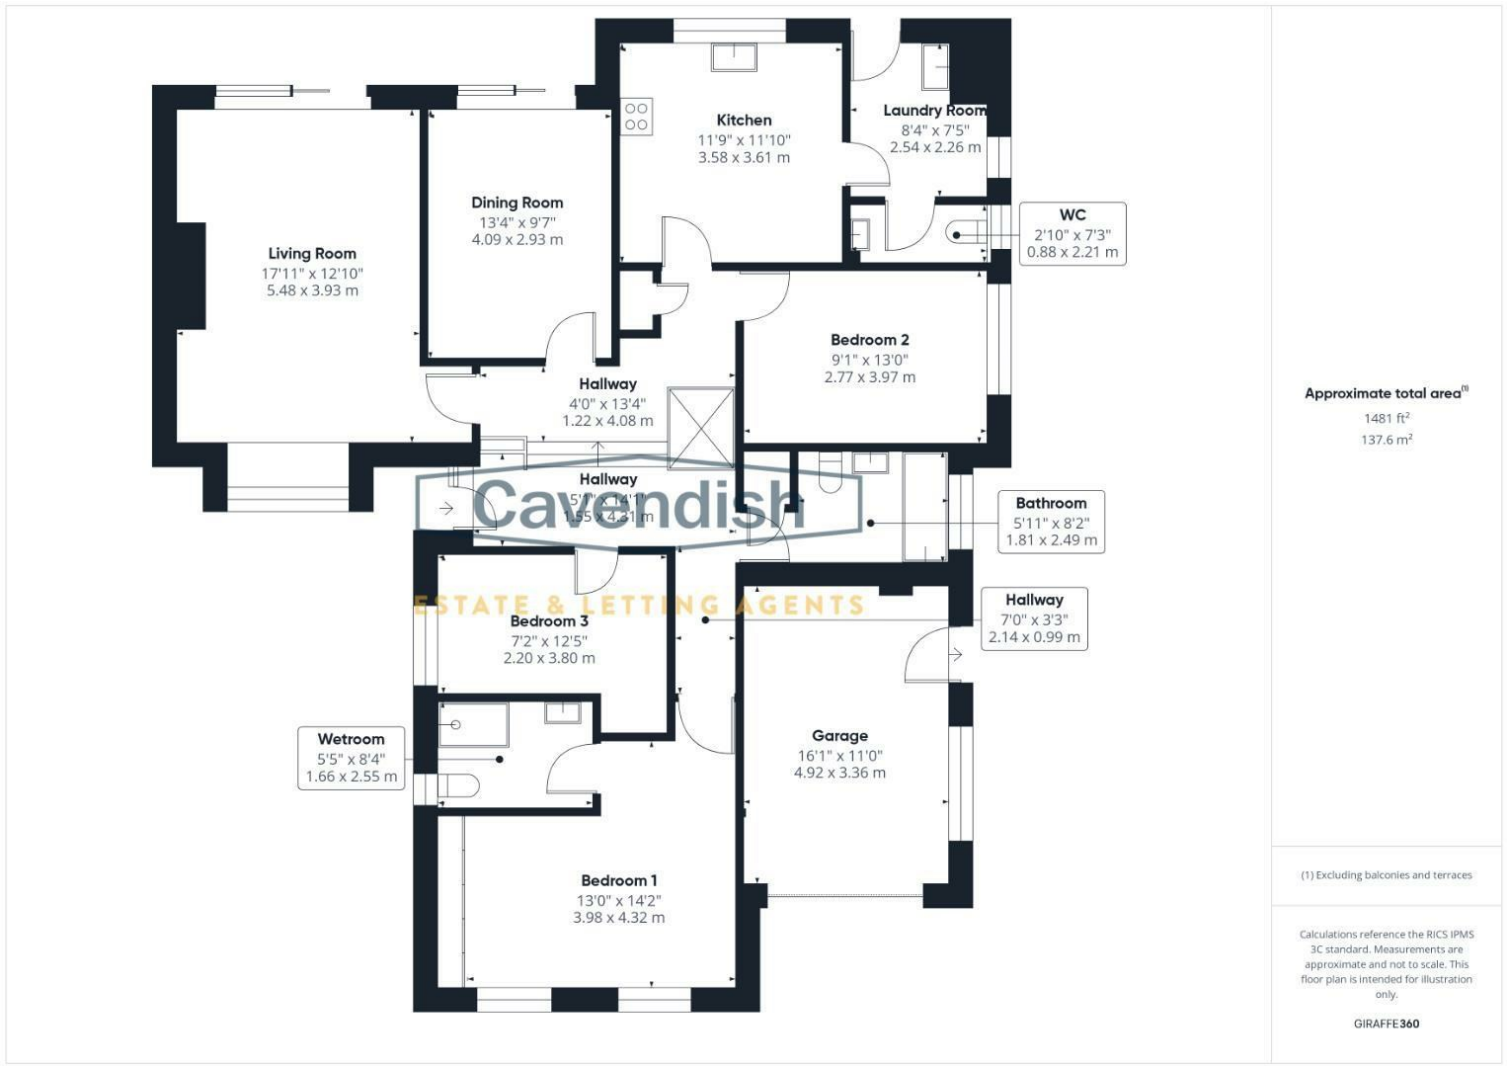 Kitchen
11'9" x 11'10"
3.58 x 3.61 m
Laundry Room
8'4" x 7'5"
2.54 x 2.26 m
Dining Room
13'4" x 9'7"
4.09 x 2.93 m
WC
2'10" x 7'3"
0.88 x 2.21 m
Living Room
17'11" x 12'10"
5.48 x 3.93 m
Bedroom 2
9'1" x 13'0"
2.77 x 3.97 m
Hallway
4'0" x 13'4"
1.22 x 4.08 m
Hallway
5'1" x 14'1"
1.55 x 4.31 m
Cavendish
ESTATE & LETTING AGENTS
Bathroom
5'11" x 8'2"
1.81 x 2.49 m
Hallway
7'0" x 3'3"
2.14 x 0.99 m
Bedroom 3
7'2" x 12'5"
2.20 x 3.80 m
Wetroom
5'5" x 8'4"
1.66 x 2.55 m
Garage
16'1" x 11'0"
4.92 x 3.36 m
Bedroom 1
13'0" x 14'2"
3.98 x 4.32 m
Approximate total area(1)
1481 ft²
137.6 m²
(1) Excluding balconies and terraces
Calculations reference the RICS IPMS
3C standard. Measurements are
approximate and not to scale. This
floor plan is intended for illustration
only.
GIRAFFE360